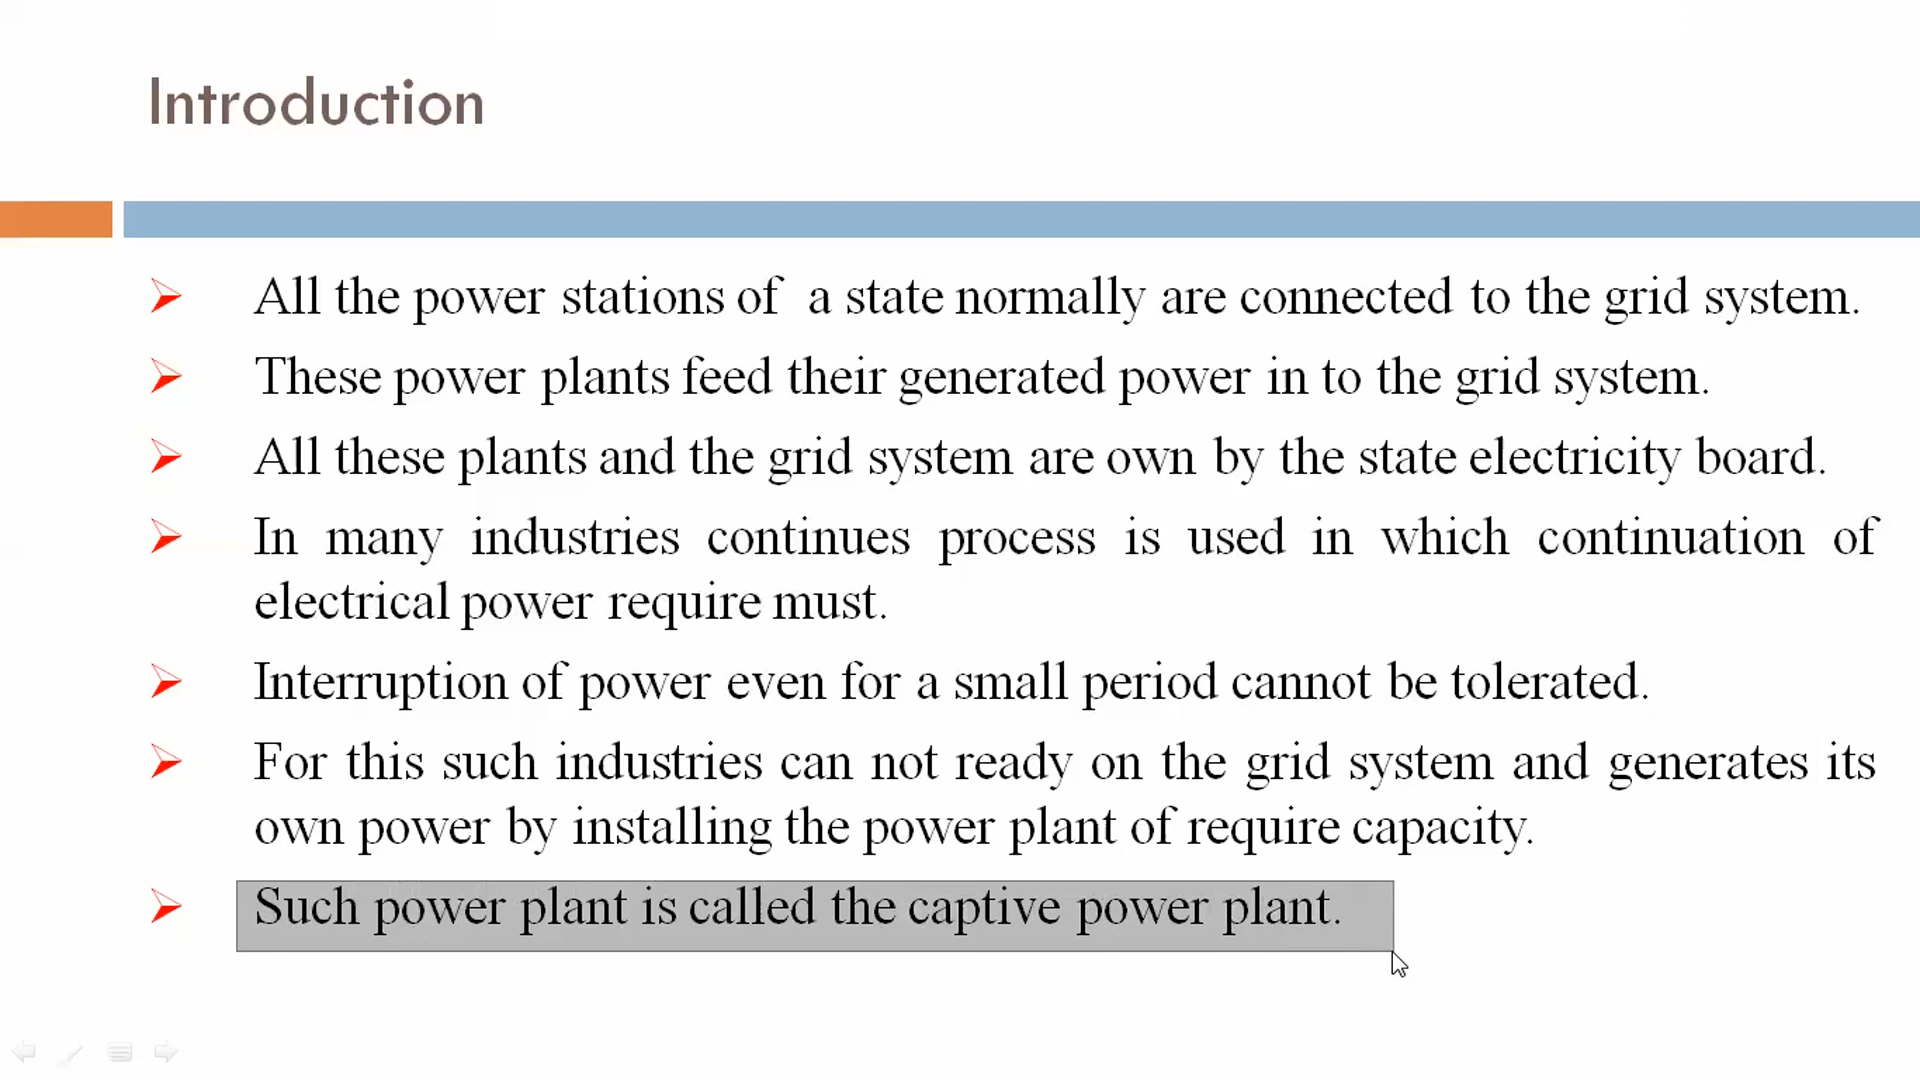 Introduction
All the power stations of a state normally are connected to the grid system.
These power plants feed their generated power in to the grid system.
All these plants and the grid system are own by the state electricity board.
In many industries continues process is used in which continuation of
electrical power require must.
Interruption of power even for a small period cannot be tolerated.
For this such industries can not ready on the grid system and generates its
own power by installing the power plant of require capacity.
Such power plant is called the captive power plant.